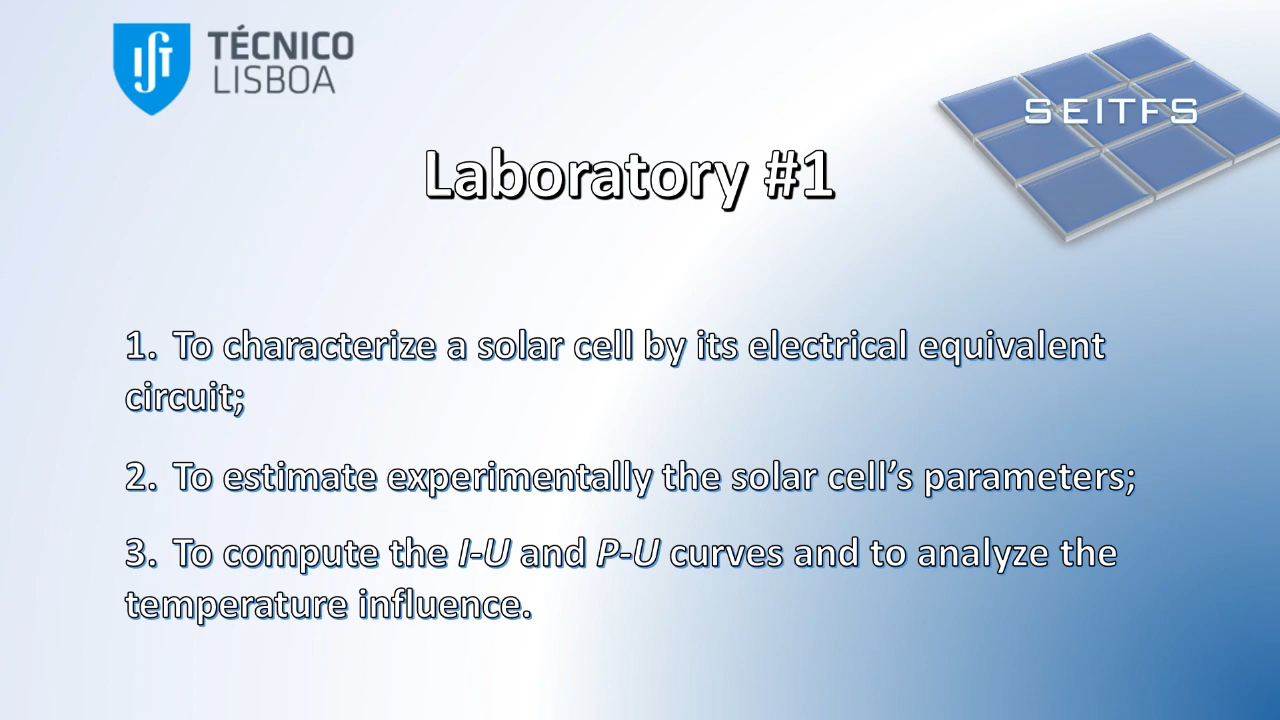 TÉCNICO
LISBOA
SEITFS
Laboratory #1
1. To characterize a solar cell by its electrical equivalent
circuit;
2. To estimate experimentally the solar cell’s parameters;
3. To compute the I-U and P-U curves and to analyze the
temperature influence.